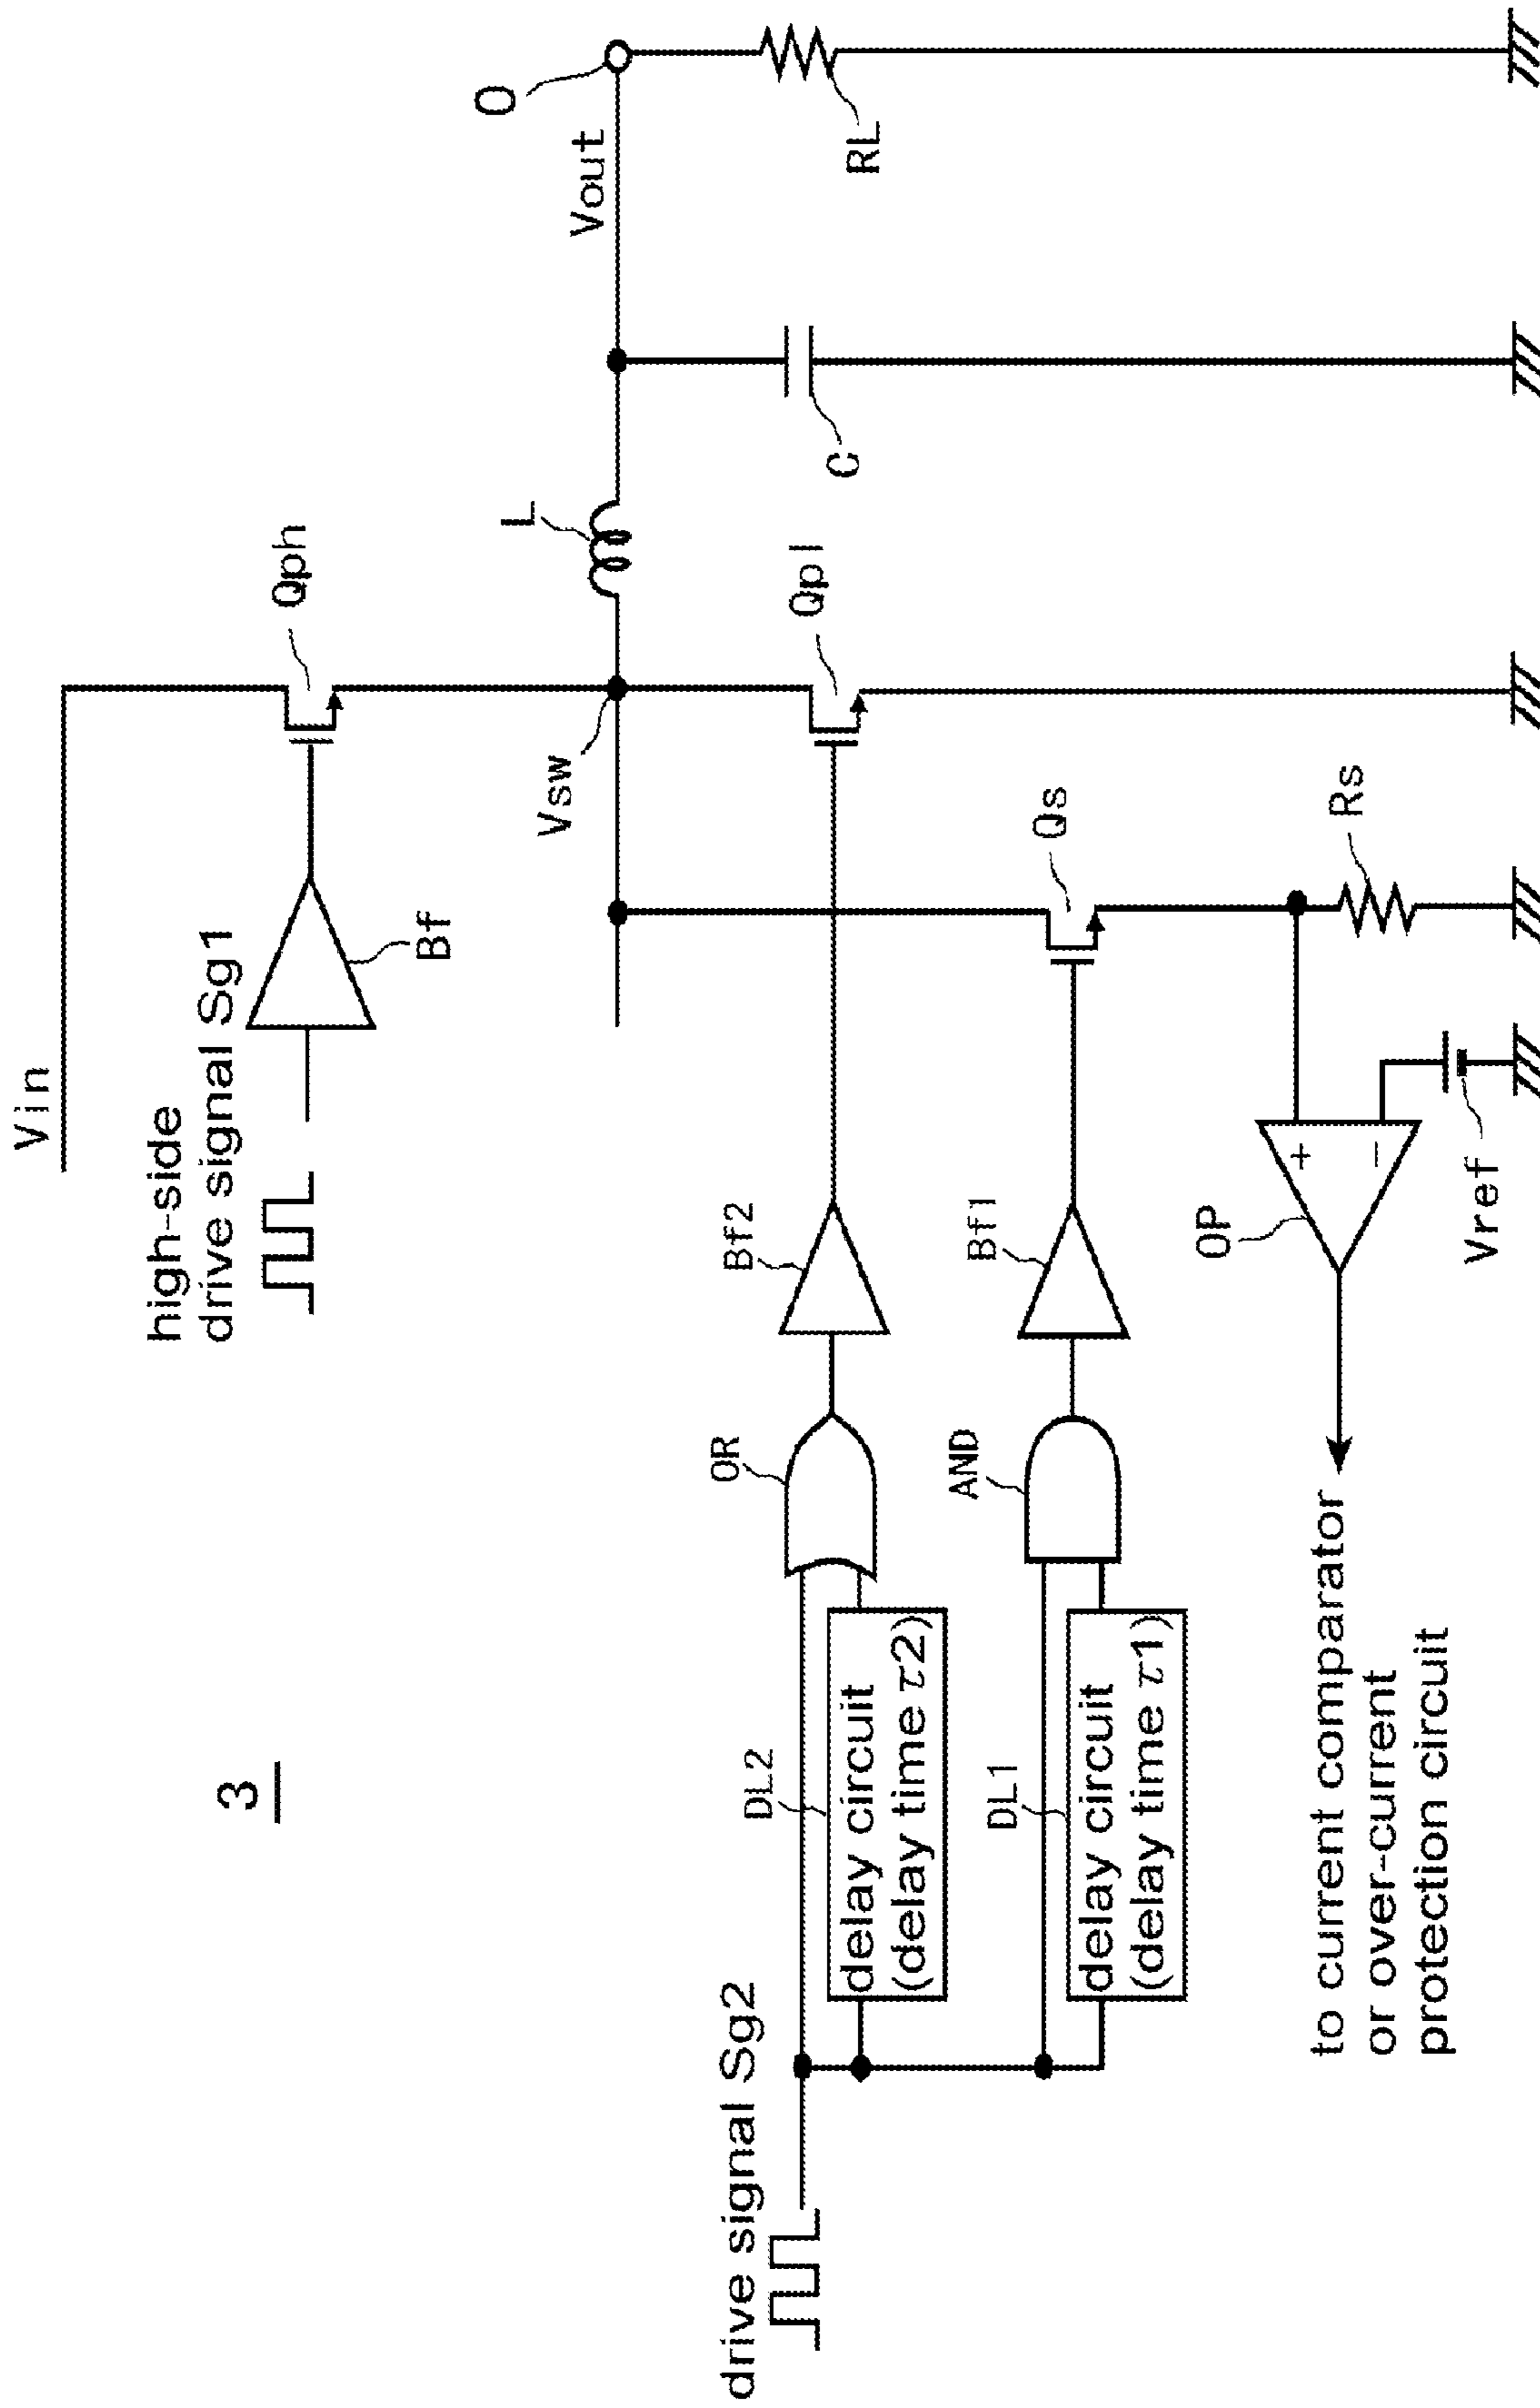 3
Vin
high-side
drive signal Sg1
Bf
Qph
Vsw
L
Vout
O
drive signal Sg2
DL2
delay circuit
(delay time τ2)
OR
Bf2
Qpl
C
RL
DL1
delay circuit
(delay time τ1)
AND
Bf1
Qs
Rs
OP
+
−
Vref
to current comparator
or over-current
protection circuit